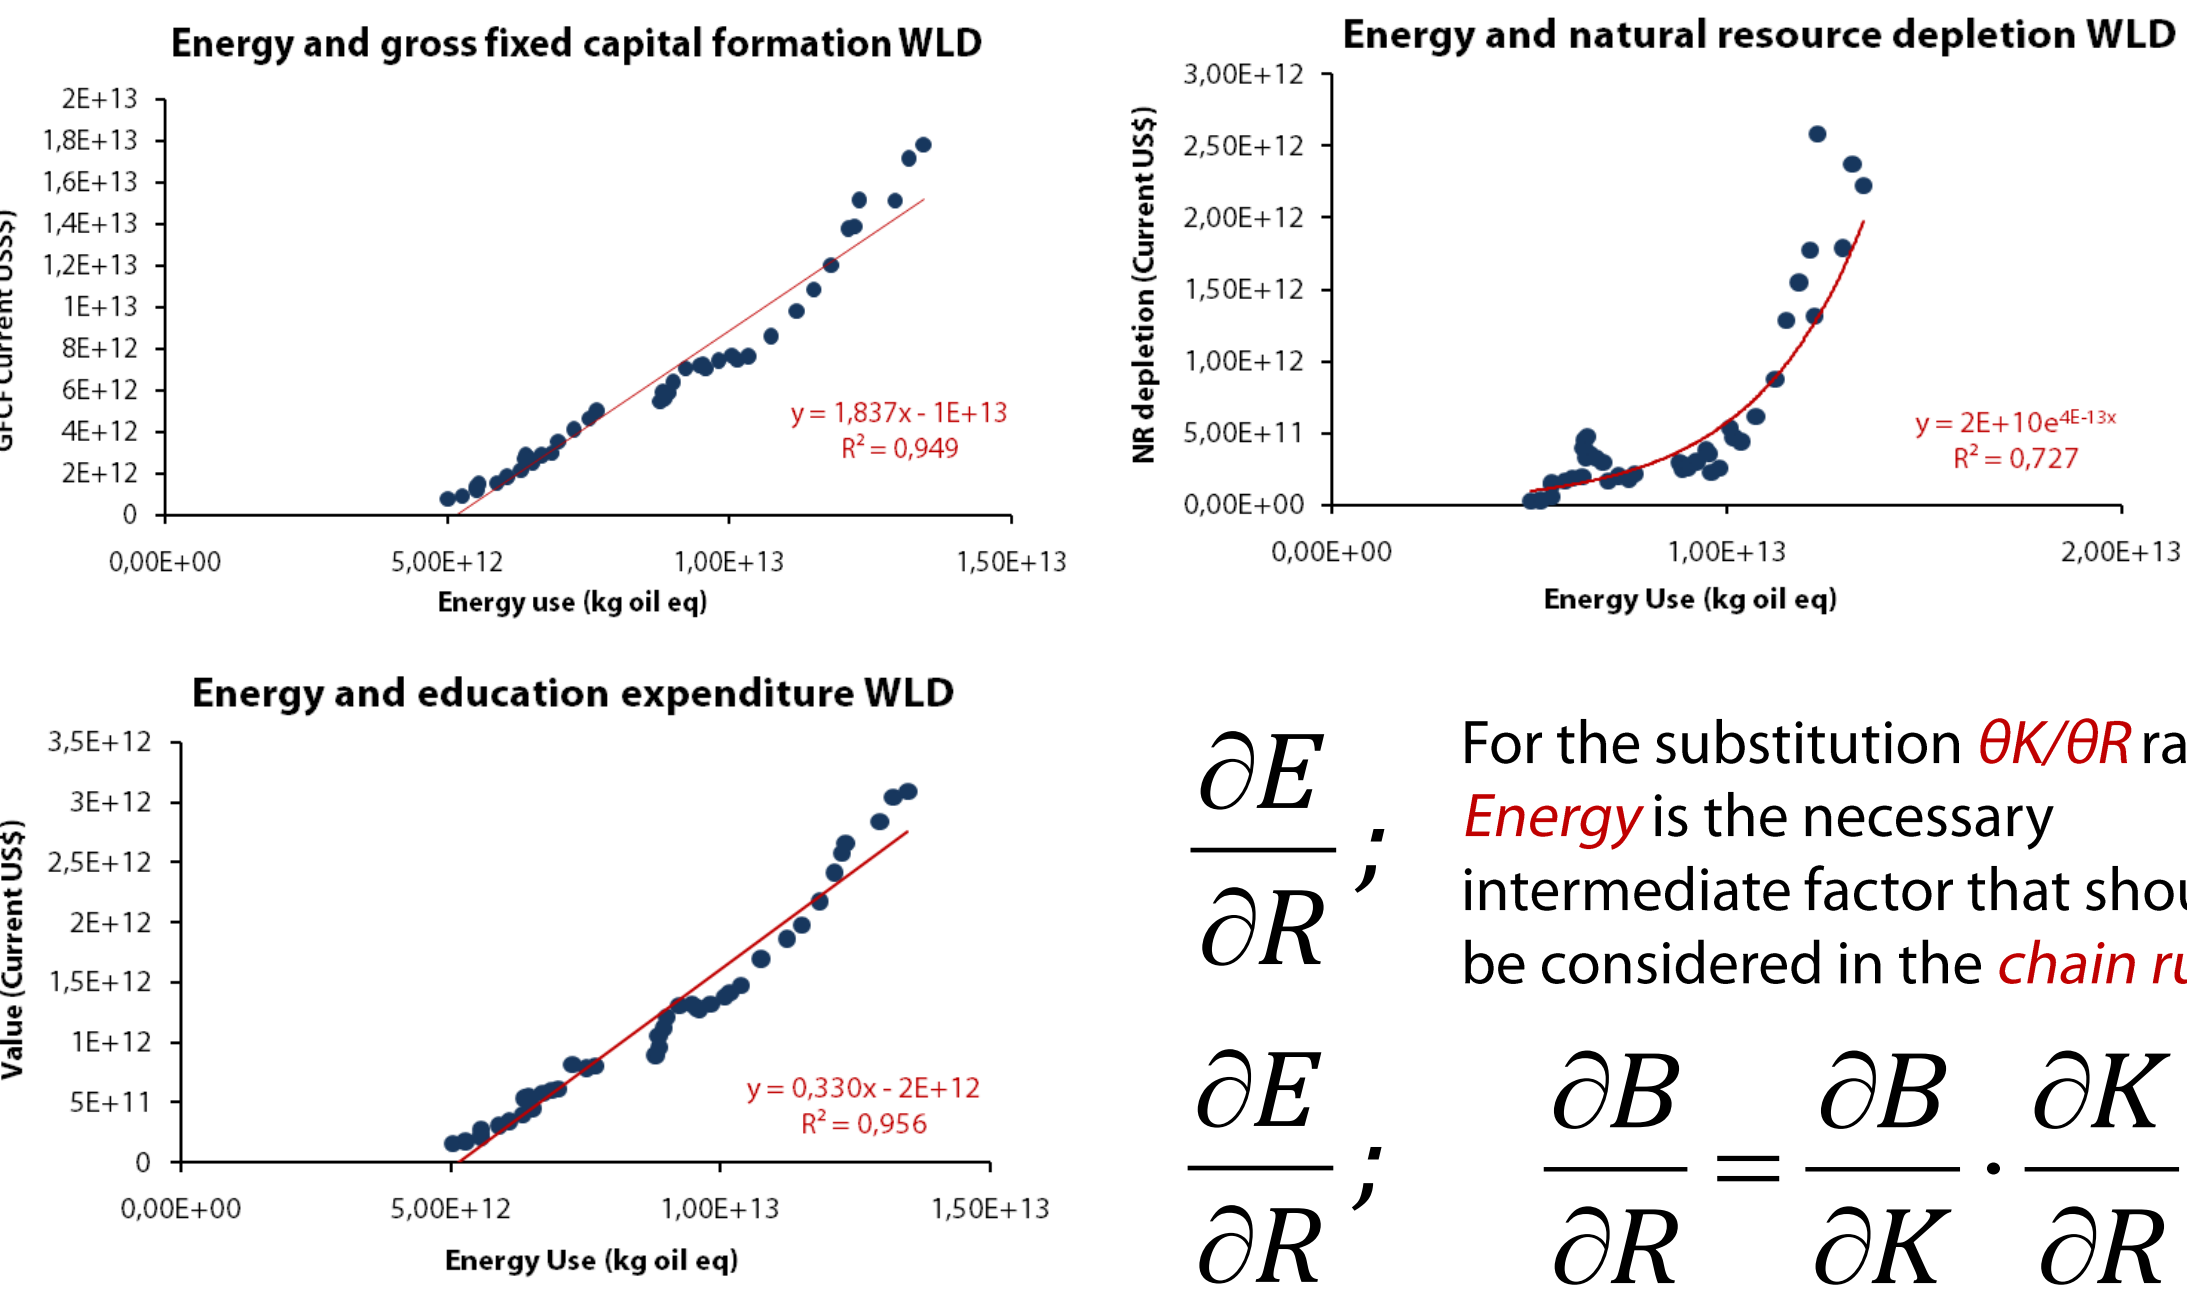 Energy and gross fixed capital formation WLD
GFCF Current US$)
2E+13
1,8E+13
1,6E+13
1,4E+13
1,2E+13
1E+13
8E+12
6E+12
4E+12
2E+12
0
y = 1,837x - 1E+13
R² = 0,949
0,00E+00 5,00E+12 1,00E+13 1,50E+13
Energy use (kg oil eq)
Energy and natural resource depletion WLD
NR depletion (Current US$)
3,00E+12
2,50E+12
2,00E+12
1,50E+12
1,00E+12
5,00E+11
0,00E+00
y = 2E+10e^4E-13x
R² = 0,727
0,00E+00 1,00E+13 2,00E+13
Energy Use (kg oil eq)
Energy and education expenditure WLD
Value (Current US$)
3,5E+12
3E+12
2,5E+12
2E+12
1,5E+12
1E+12
5E+11
0
y = 0,330x - 2E+12
R² = 0,956
0,00E+00 5,00E+12 1,00E+13 1,50E+13
Energy Use (kg oil eq)
∂E/∂R ;
For the substitution θK/θR
Energy is the necessary
intermediate factor that
be considered in the chain
∂E/∂R ; ∂B/∂R = ∂B/∂K · ∂K/∂R